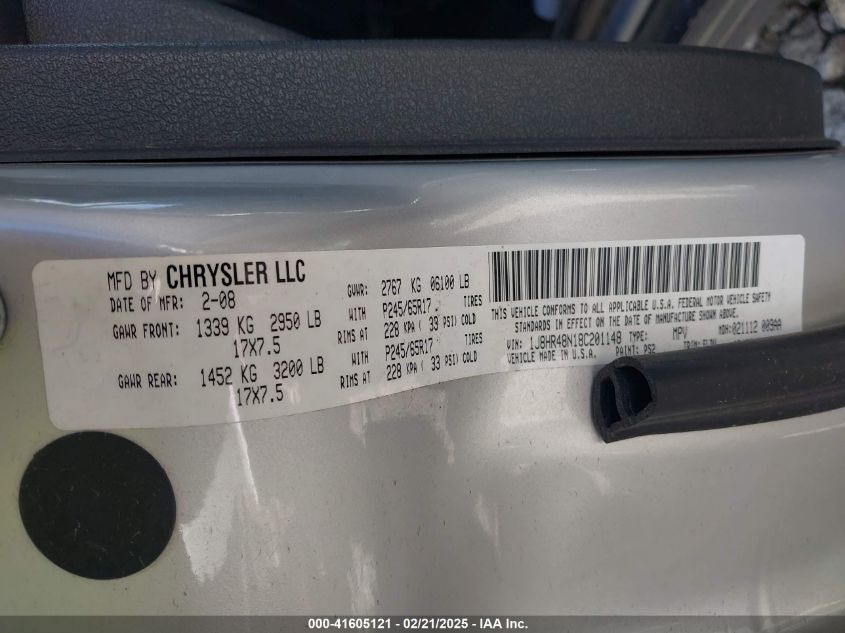 MFD BY CHRYSLER LLC
DATE OF MFR: 2-08
GAWR FRONT: 1339 KG 2950 LB
17X7.5
GAWR REAR: 1452 KG 3200 LB
17X7.5
GVWR: 2767 KG 06100 LB
WITH P245/65R17 TIRES
RIMS AT 228 KPA ( 33 PSI) COLD
WITH P245/65R17 TIRES
RIMS AT 228 KPA ( 33 PSI) COLD
THIS VEHICLE CONFORMS TO ALL APPLICABLE U.S.A. FEDERAL MOTOR VEHICLE SAFETY
STANDARDS IN EFFECT ON THE DATE OF MANUFACTURE SHOWN ABOVE.
VIN: 1J8HR48N18C201148 TYPE: MPV MDH:021112 009AA
VEHICLE MADE IN U.S.A. PAINT: PS2 TRIM:
000-41605121 - 02/21/2025 - IAA Inc.